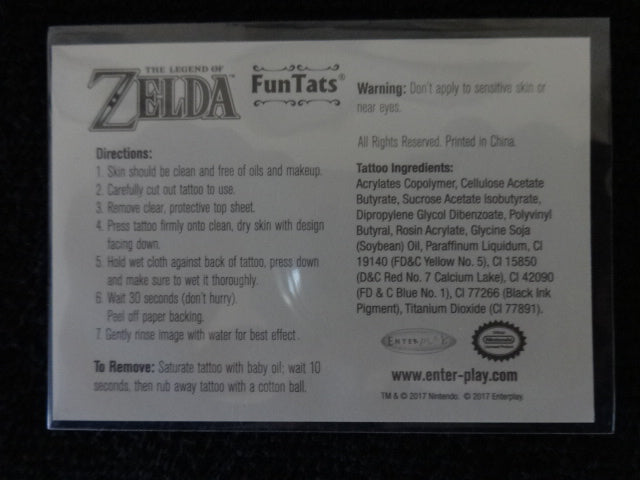 THE LEGEND OF
ZELDA™
FunTats®
Directions:
1. Skin should be clean and free of oils and makeup.
2. Carefully cut out tattoo to use.
3. Remove clear, protective top sheet.
4. Press tattoo firmly onto clean, dry skin with design
facing down.
5. Hold wet cloth against back of tattoo, press down
and make sure to wet it thoroughly.
6. Wait 30 seconds (don't hurry).
Peel off paper backing.
7. Gently rinse image with water for best effect.
To Remove: Saturate tattoo with baby oil; wait 10
seconds, then rub away tattoo with a cotton ball.
Warning: Don't apply to sensitive skin or
near eyes.
All Rights Reserved. Printed in China.
Tattoo Ingredients:
Acrylates Copolymer, Cellulose Acetate
Butyrate, Sucrose Acetate Isobutyrate,
Dipropylene Glycol Dibenzoate, Polyvinyl
Butyral, Rosin Acrylate, Glycine Soja
(Soybean) Oil, Paraffinum Liquidum, CI
19140 (FD&C Yellow No. 5), CI 15850
(D&C Red No. 7 Calcium Lake), CI 42090
(FD & C Blue No. 1), CI 77266 (Black Ink
Pigment), Titanium Dioxide (CI 77891).
ENTERPLAY
Nintendo
www.enter-play.com
TM & © 2017 Nintendo. © 2017 Enterplay.